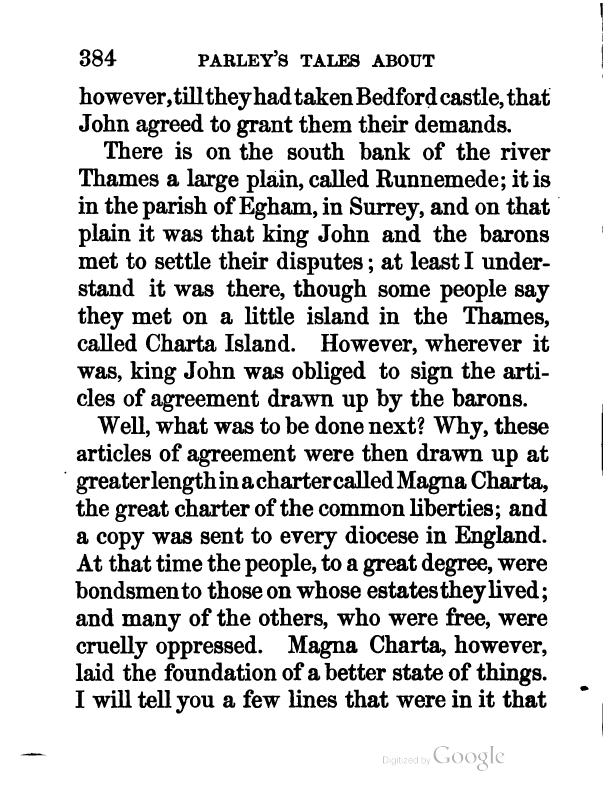 384 PARLEY'S TALES ABOUT
however, till they had taken Bedford castle, that
John agreed to grant them their demands.
There is on the south bank of the river
Thames a large plain, called Runnemede; it is
in the parish of Egham, in Surrey, and on that
plain it was that king John and the barons
met to settle their disputes; at least I under-
stand it was there, though some people say
they met on a little island in the Thames,
called Charta Island. However, wherever it
was, king John was obliged to sign the arti-
cles of agreement drawn up by the barons.
Well, what was to be done next? Why, these
articles of agreement were then drawn up at
greater length in a charter called Magna Charta,
the great charter of the common liberties; and
a copy was sent to every diocese in England.
At that time the people, to a great degree, were
bondsmen to those on whose estates they lived;
and many of the others, who were free, were
cruelly oppressed. Magna Charta, however,
laid the foundation of a better state of things.
I will tell you a few lines that were in it that
Digitized by Google